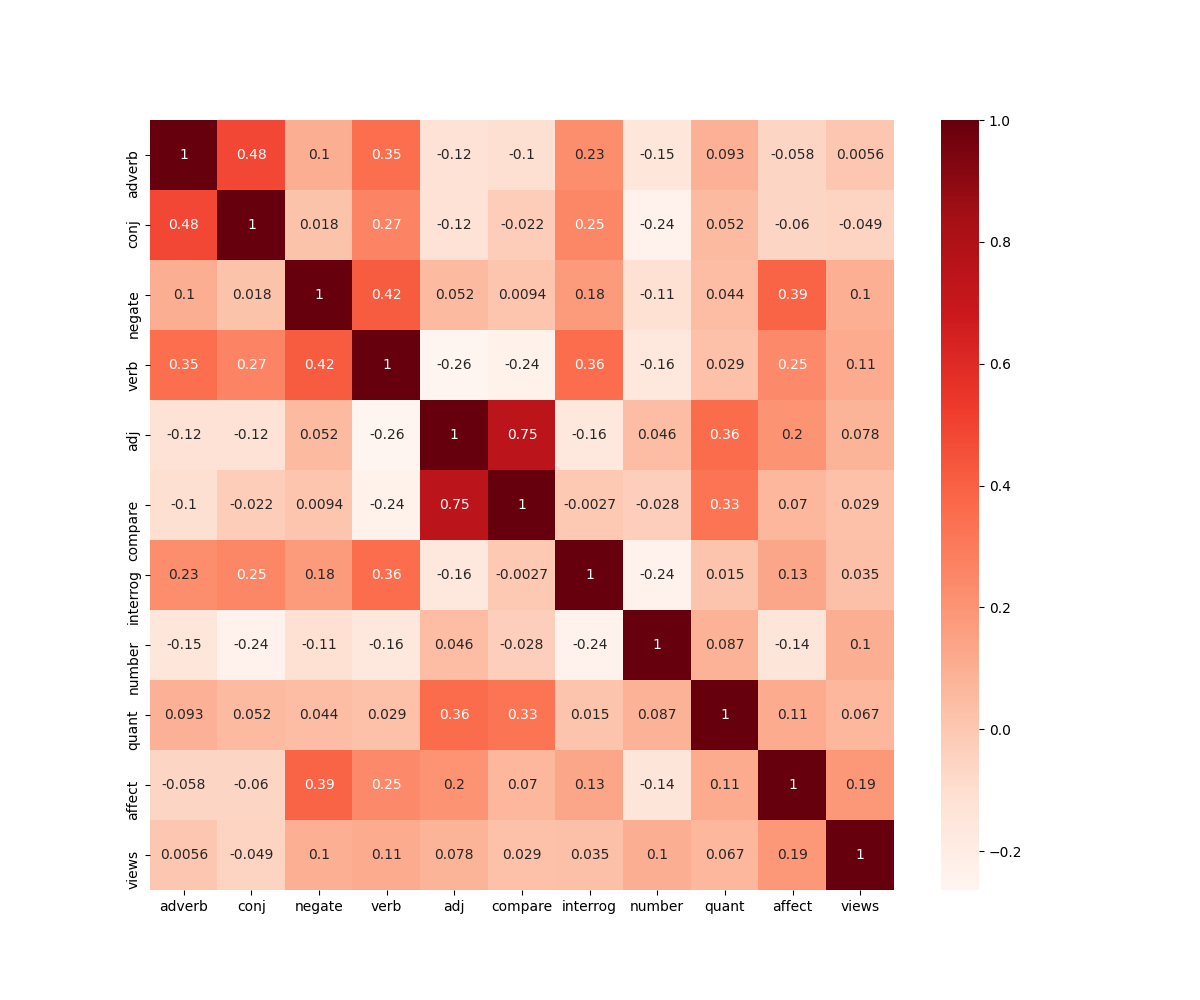 1.0
adverb 1 0.48 0.1 0.35 -0.12 -0.1 0.23 -0.15 0.093 -0.058 0.0056
0.8
conj 0.48 1 0.018 0.27 -0.12 -0.022 0.25 -0.24 0.052 -0.06 -0.049
negate 0.1 0.018 1 0.42 0.052 0.0094 0.18 -0.11 0.044 0.39 0.1
0.6
verb 0.35 0.27 0.42 1 -0.26 -0.24 0.36 -0.16 0.029 0.25 0.11
adj -0.12 -0.12 0.052 -0.26 1 0.75 -0.16 0.046 0.36 0.2 0.078
0.4
compare -0.1 -0.022 0.0094 -0.24 0.75 1 -0.0027 -0.028 0.33 0.07 0.029
interrog 0.23 0.25 0.18 0.36 -0.16 -0.0027 1 -0.24 0.015 0.13 0.035
0.2
number -0.15 -0.24 -0.11 -0.16 0.046 -0.028 -0.24 1 0.087 -0.14 0.1
quant 0.093 0.052 0.044 0.029 0.36 0.33 0.015 0.087 1 0.11 0.067
0.0
affect -0.058 -0.06 0.39 0.25 0.2 0.07 0.13 -0.14 0.11 1 0.19
views 0.0056 -0.049 0.1 0.11 0.078 0.029 0.035 0.1 0.067 0.19 1
−0.2
adverb conj negate verb adj compare interrog number quant affect views